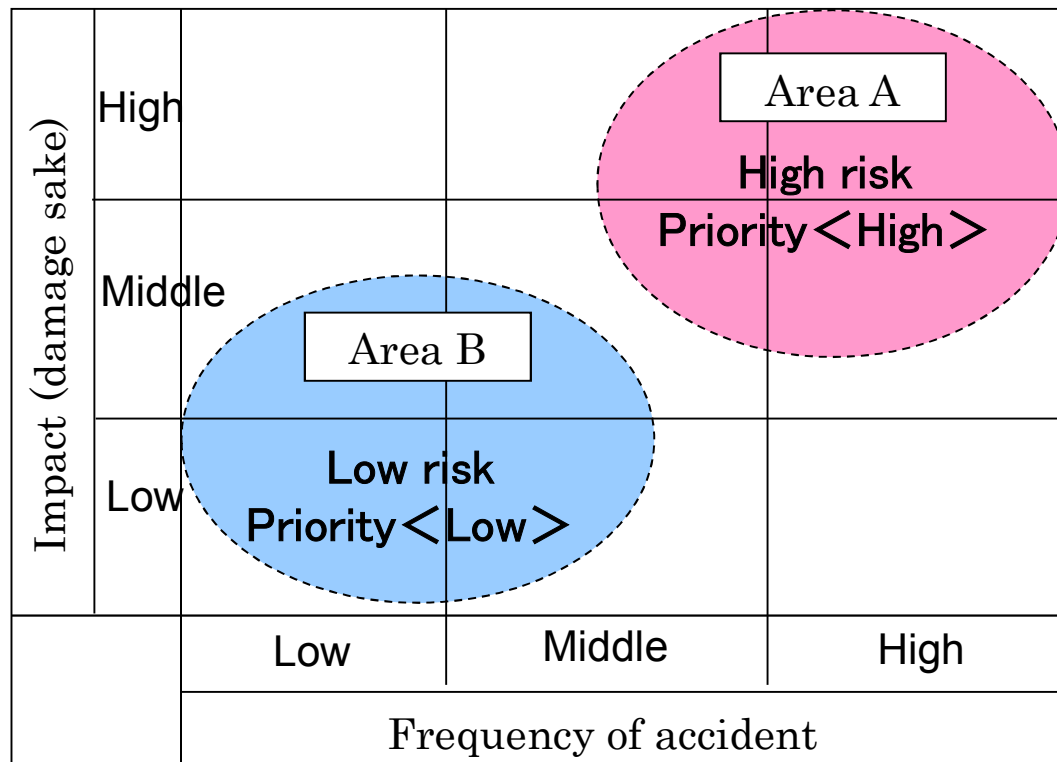 Impact (damage sake)
High
Middle
Low
Area A
High risk
Priority＜High＞
Area B
Low risk
Priority＜Low＞
Low
Middle
High
Frequency of accident